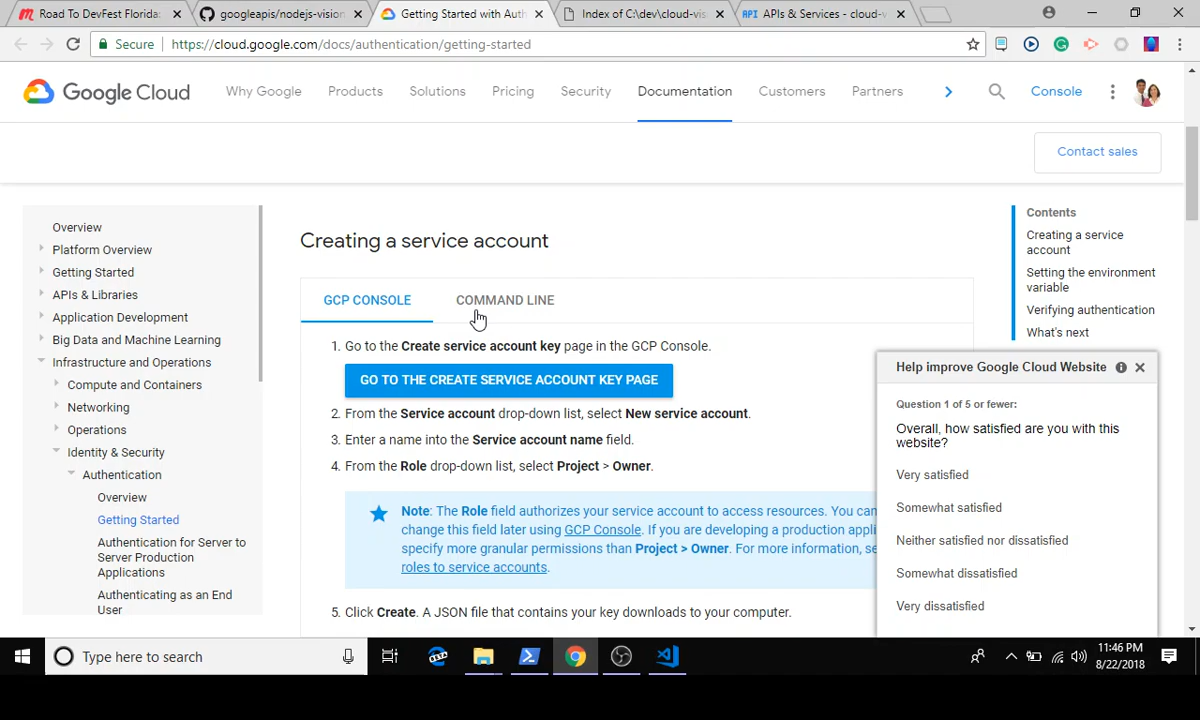 Road To DevFest Florida:
googleapis/nodejs-vision
Getting Started with Auth
Index of C:\dev\cloud-vis
API APIs & Services - cloud-v
Secure
https://cloud.google.com/docs/authentication/getting-started
Google Cloud
Why Google
Products
Solutions
Pricing
Security
Documentation
Customers
Partners
Console
Contact sales
Overview
Platform Overview
Getting Started
APIs & Libraries
Application Development
Big Data and Machine Learning
Infrastructure and Operations
Compute and Containers
Networking
Operations
Identity & Security
Authentication
Overview
Getting Started
Authentication for Server to
Server Production
Applications
Authenticating as an End
User
Creating a service account
GCP CONSOLE
COMMAND LINE
1. Go to the Create service account key page in the GCP Console.
GO TO THE CREATE SERVICE ACCOUNT KEY PAGE
2. From the Service account drop-down list, select New service account.
3. Enter a name into the Service account name field.
4. From the Role drop-down list, select Project > Owner.
Note: The Role field authorizes your service account to access resources. You can
change this field later using GCP Console. If you are developing a production appli
specify more granular permissions than Project > Owner. For more information, se
roles to service accounts.
5. Click Create. A JSON file that contains your key downloads to your computer.
Contents
Creating a service
account
Setting the environment
variable
Verifying authentication
What's next
Help improve Google Cloud Website
Question 1 of 5 or fewer:
Overall, how satisfied are you with this
website?
Very satisfied
Somewhat satisfied
Neither satisfied nor dissatisfied
Somewhat dissatisfied
Very dissatisfied
Type here to search
11:46 PM
8/22/2018